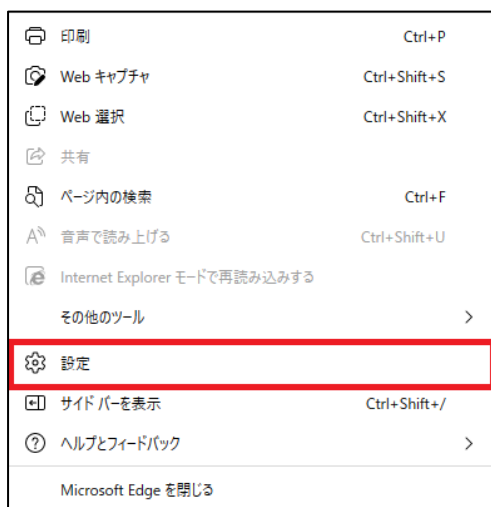 印刷 Ctrl+P
Web キャプチャ Ctrl+Shift+S
Web 選択 Ctrl+Shift+X
共有
ページ内の検索 Ctrl+F
音声で読み上げる Ctrl+Shift+U
Internet Explorer モードで再読み込みする
その他のツール
設定
サイド バーを表示 Ctrl+Shift+/
ヘルプとフィードバック
Microsoft Edge を閉じる